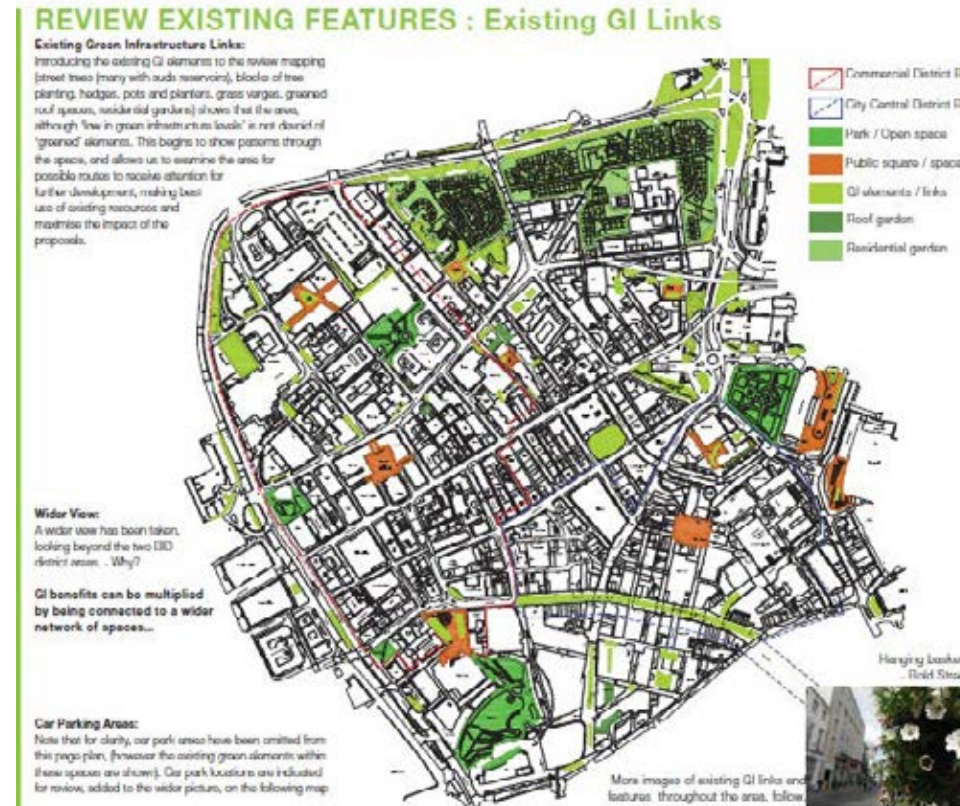 REVIEW EXISTING FEATURES : Existing GI Links
Existing Green Infrastructure Links:
Introducing the existing GI elements to the review mapping
(street trees (many with suds reservoirs), blocks of tree
planting, hedges, pots and planters, grass verges, greened
roof spaces, residential gardens) shows that the area,
although "low in green infrastructure levels" is not devoid of
'greened' elements. This begins to show patterns through
the space, and allows us to examine the area for
possible routes to receive attention for
further development, making best
use of existing resources and
maximise the impact of the
proposals.
Commercial District
City Central District
Park / Open space
Public square / space
GI elements / links
Roof garden
Residential garden
Wider View:
A wider view has been taken,
looking beyond the two BID
district areas. - Why?
GI benefits can be multiplied
by being connected to a wider
network of spaces...
Car Parking Areas:
Note that for clarity, car park areas have been omitted from
this page plan, (however the existing green elements within
these spaces are shown). Car park locations are indicated
for review, added to the wider picture, on the following map
Hanging
- Bold
More images of existing GI links and
features throughout the area, follow